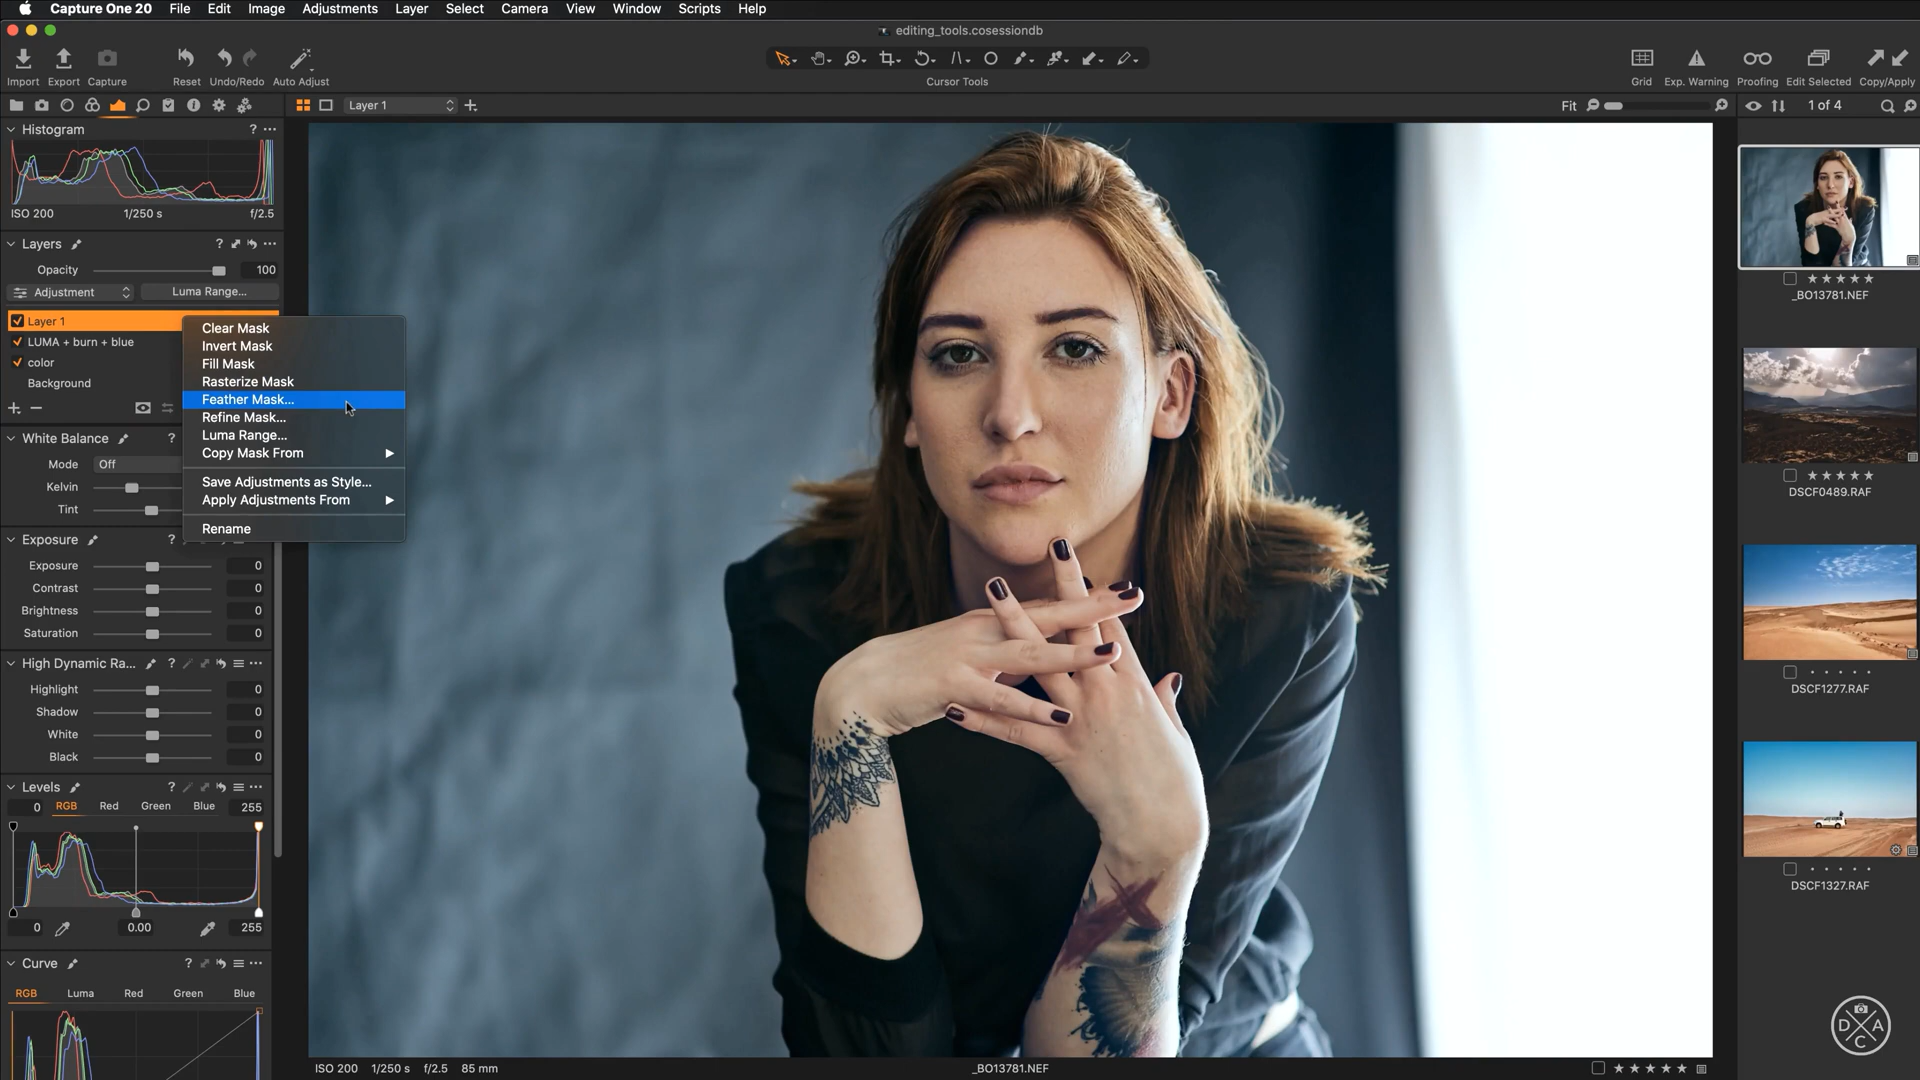 Capture One 20 File Edit Image Adjustments Layer Select Camera View Window Scripts Help
editing_tools.cosessiondb
Import Export Capture Reset Undo/Redo Auto Adjust Cursor Tools Grid Exp. Warning Proofing Edit Selected Copy/Apply
Layer 1 Fit 1 of 4
Histogram ?
ISO 200 1/250 s f/2.5
Layers ?
Opacity 100
Adjustment Luma Range...
Layer 1
LUMA + burn + blue
color
Background
Clear Mask
Invert Mask
Fill Mask
Rasterize Mask
Feather Mask...
Refine Mask...
Luma Range...
Copy Mask From
Save Adjustments as Style...
Apply Adjustments From
Rename
White Balance ?
Mode Off
Kelvin
Tint
Exposure ?
Exposure 0
Contrast 0
Brightness 0
Saturation 0
High Dynamic Ra... ?
Highlight 0
Shadow 0
White 0
Black 0
Levels ?
0 RGB Red Green Blue 255
0 0.00 255
Curve ?
RGB Luma Red Green Blue
ISO 200 1/250 s f/2.5 85 mm _BO13781.NEF
_BO13781.NEF
DSCF0489.RAF
DSCF1277.RAF
DSCF1327.RAF
D A C